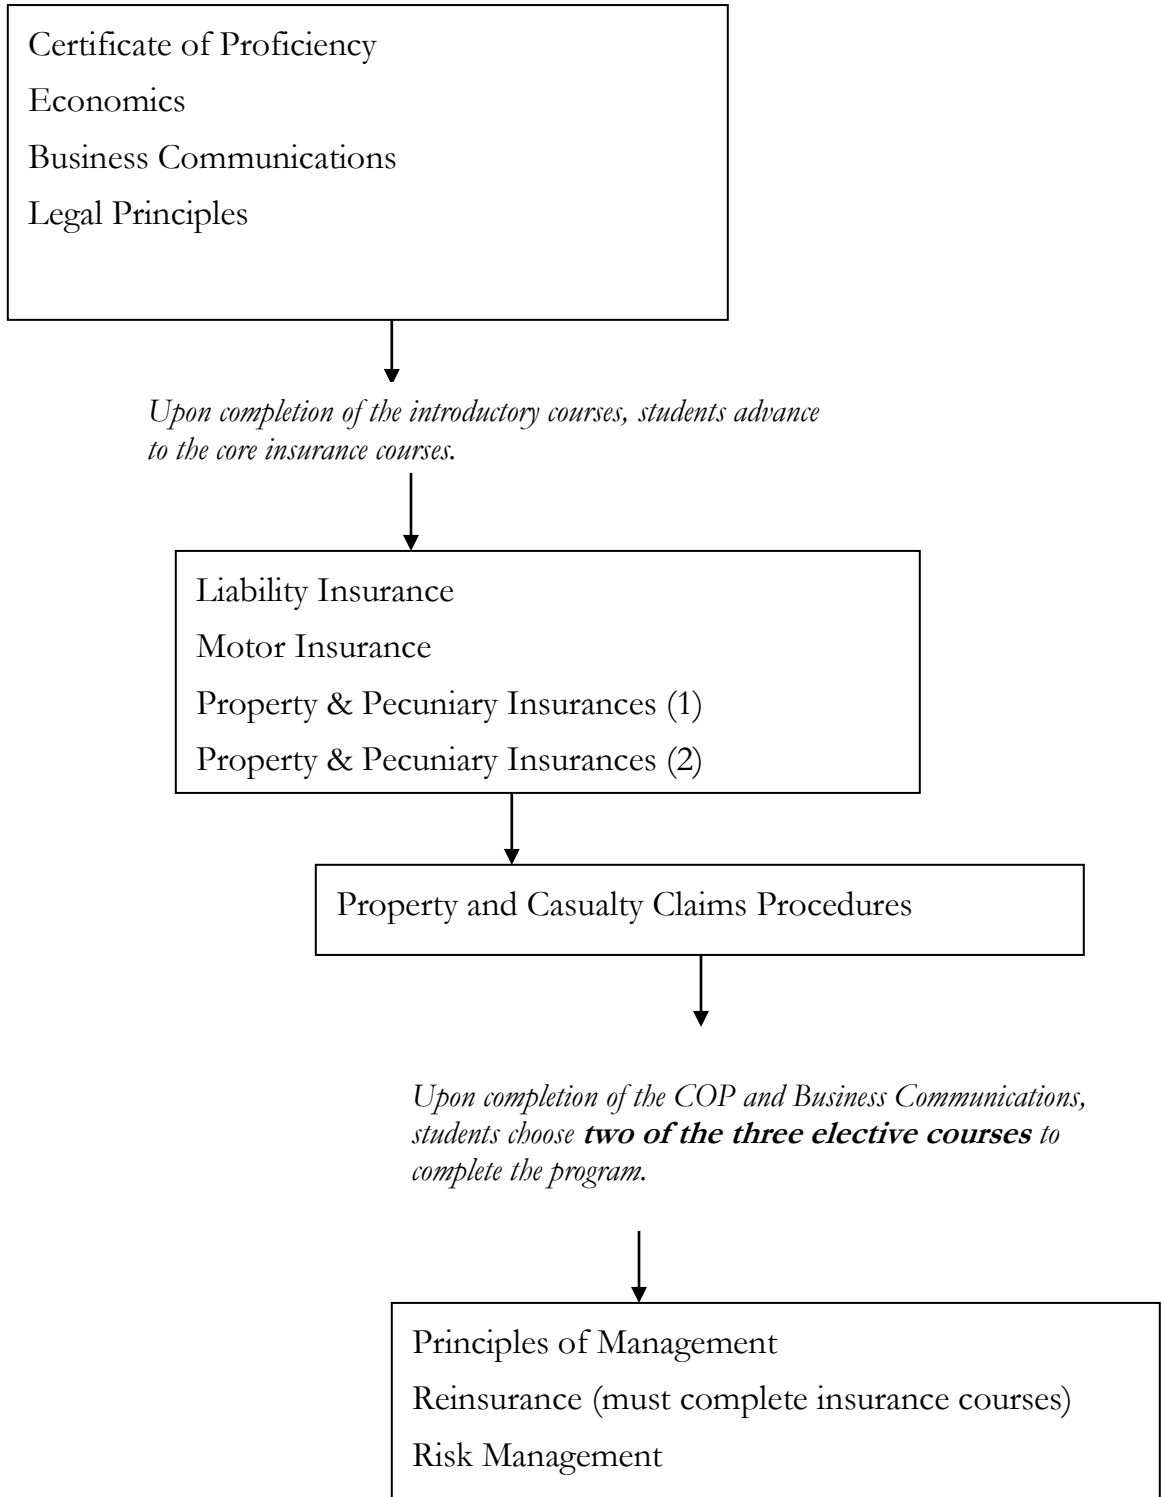 Certificate of Proficiency
Economics
Business Communications
Legal Principles
Upon completion of the introductory courses, students advance
to the core insurance courses.
Liability Insurance
Motor Insurance
Property & Pecuniary Insurances (1)
Property & Pecuniary Insurances (2)
Property and Casualty Claims Procedures
Upon completion of the COP and Business Communications,
students choose two of the three elective courses to
complete the program.
Principles of Management
Reinsurance (must complete insurance courses)
Risk Management